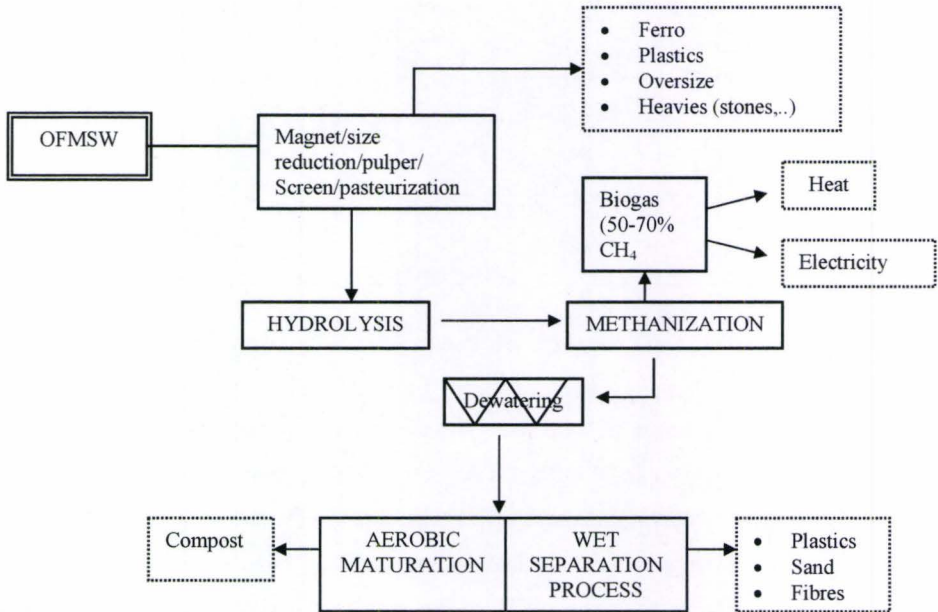 • Ferro
• Plastics
• Oversize
• Heavies (stones,..)
OFMSW
Magnet/size
reduction/pulper/
Screen/pasteurization
Biogas
(50-70%
CH₄
Heat
Electricity
HYDROLYSIS
METHANIZATION
Dewatering
Compost
AEROBIC
MATURATION
WET
SEPARATION
PROCESS
• Plastics
• Sand
• Fibres